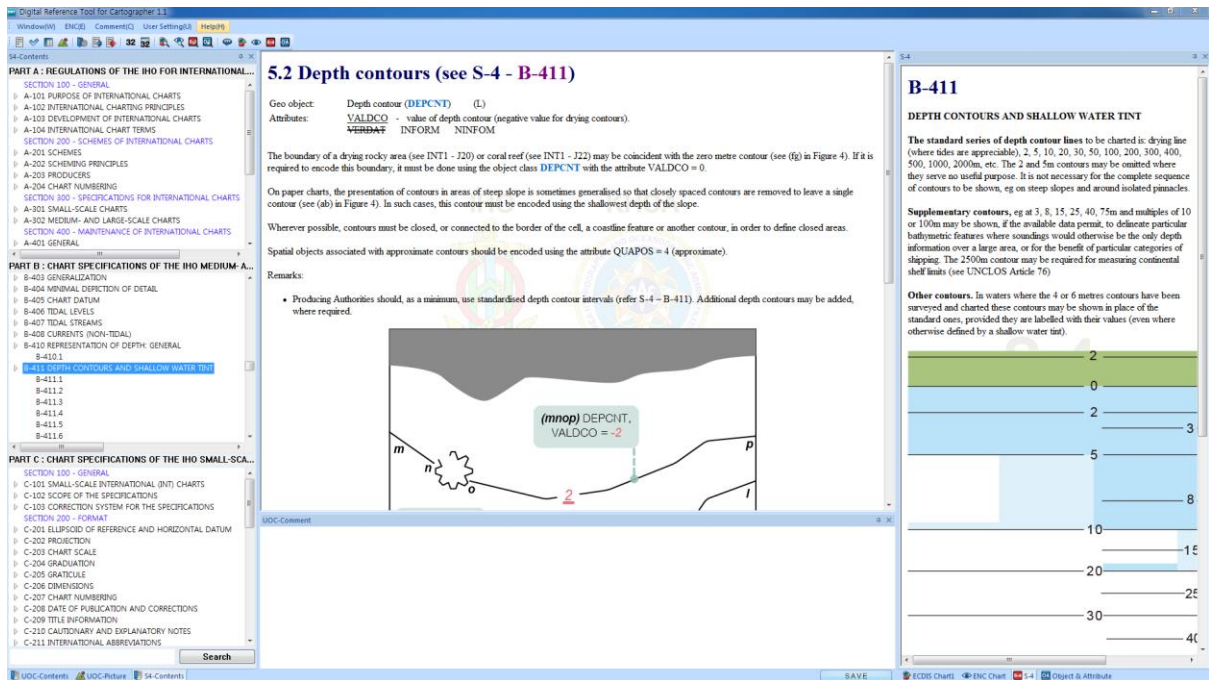 Digital Reference Tool for Cartographer 1.1
Window(W) ENC(E) Comment(C) User Setting(U) Help(H)
32 32
S4-Contents
PART A : REGULATIONS OF THE IHO FOR INTERNATIONAL...
SECTION 100 - GENERAL
A-101 PURPOSE OF INTERNATIONAL CHARTS
A-102 INTERNATIONAL CHARTING PRINCIPLES
A-103 DEVELOPMENT OF INTERNATIONAL CHARTS
A-104 INTERNATIONAL CHART TERMS
SECTION 200 - SCHEMES OF INTERNATIONAL CHARTS
A-201 SCHEMES
A-202 SCHEMING PRINCIPLES
A-203 PRODUCERS
A-204 CHART NUMBERING
SECTION 300 - SPECIFICATIONS FOR INTERNATIONAL CHARTS
A-301 SMALL-SCALE CHARTS
A-302 MEDIUM- AND LARGE-SCALE CHARTS
SECTION 400 - MAINTENANCE OF INTERNATIONAL CHARTS
A-401 GENERAL
PART B : CHART SPECIFICATIONS OF THE IHO MEDIUM- A...
B-403 GENERALIZATION
B-404 MINIMAL DEPICTION OF DETAIL
B-405 CHART DATUM
B-406 TIDAL LEVELS
B-407 TIDAL STREAMS
B-408 CURRENTS (NON-TIDAL)
B-410 REPRESENTATION OF DEPTH: GENERAL
B-410.1
B-411 DEPTH CONTOURS AND SHALLOW WATER TINT
B-411.1
B-411.2
B-411.3
B-411.4
B-411.5
B-411.6
PART C : CHART SPECIFICATIONS OF THE IHO SMALL-SCA...
SECTION 100 - GENERAL
C-101 SMALL-SCALE INTERNATIONAL (INT) CHARTS
C-102 SCOPE OF THE SPECIFICATIONS
C-103 CORRECTION SYSTEM FOR THE SPECIFICATIONS
SECTION 200 - FORMAT
C-201 ELLIPSOID OF REFERENCE AND HORIZONTAL DATUM
C-202 PROJECTION
C-203 CHART SCALE
C-204 GRADUATION
C-205 GRATICULE
C-206 DIMENSIONS
C-207 CHART NUMBERING
C-208 DATE OF PUBLICATION AND CORRECTIONS
C-209 TITLE INFORMATION
C-210 CAUTIONARY AND EXPLANATORY NOTES
C-211 INTERNATIONAL ABBREVIATIONS
Search
UOC-Contents UOC-Picture S4-Contents
5.2 Depth contours (see S-4 - B-411)
Geo object: Depth contour (DEPCNT) (L)
Attributes: VALDCO - value of depth contour (negative value for drying contours).
VERDAT INFORM NINFOM
The boundary of a drying rocky area (see INT1 - J20) or coral reef (see INT1 - J22) may be coincident with the zero metre contour (see (fg) in Figure 4). If it is
required to encode this boundary, it must be done using the object class DEPCNT with the attribute VALDCO = 0.
On paper charts, the presentation of contours in areas of steep slope is sometimes generalised so that closely spaced contours are removed to leave a single
contour (see (ab) in Figure 4). In such cases, this contour must be encoded using the shallowest depth of the slope.
Wherever possible, contours must be closed, or connected to the border of the cell, a coastline feature or another contour, in order to define closed areas.
Spatial objects associated with approximate contours should be encoded using the attribute QUAPOS = 4 (approximate).
Remarks:
• Producing Authorities should, as a minimum, use standardised depth contour intervals (refer S-4 – B-411). Additional depth contours may be added,
where required.
(mnop) DEPCNT,
VALDCO = -2
m
n
o
p
2
l
UOC-Comment
SAVE
S-4
B-411
DEPTH CONTOURS AND SHALLOW WATER TINT
The standard series of depth contour lines to be charted is: drying line
(where tides are appreciable), 2, 5, 10, 20, 30, 50, 100, 200, 300, 400,
500, 1000, 2000m, etc. The 2 and 5m contours may be omitted where
they serve no useful purpose. It is not necessary for the complete sequence
of contours to be shown, eg on steep slopes and around isolated pinnacles.
Supplementary contours, eg at 3, 8, 15, 25, 40, 75m and multiples of 10
or 100m may be shown, if the available data permit, to delineate particular
bathymetric features where soundings would otherwise be the only depth
information over a large area, or for the benefit of particular categories of
shipping. The 2500m contour may be required for measuring continental
shelf limits (see UNCLOS Article 76)
Other contours. In waters where the 4 or 6 metres contours have been
surveyed and charted these contours may be shown in place of the
standard ones, provided they are labelled with their values (even where
otherwise defined by a shallow water tint).
2
0
2
3
5
8
10
15
20
25
30
40
ECDIS Chart1 ENC Chart S-4 Object & Attribute